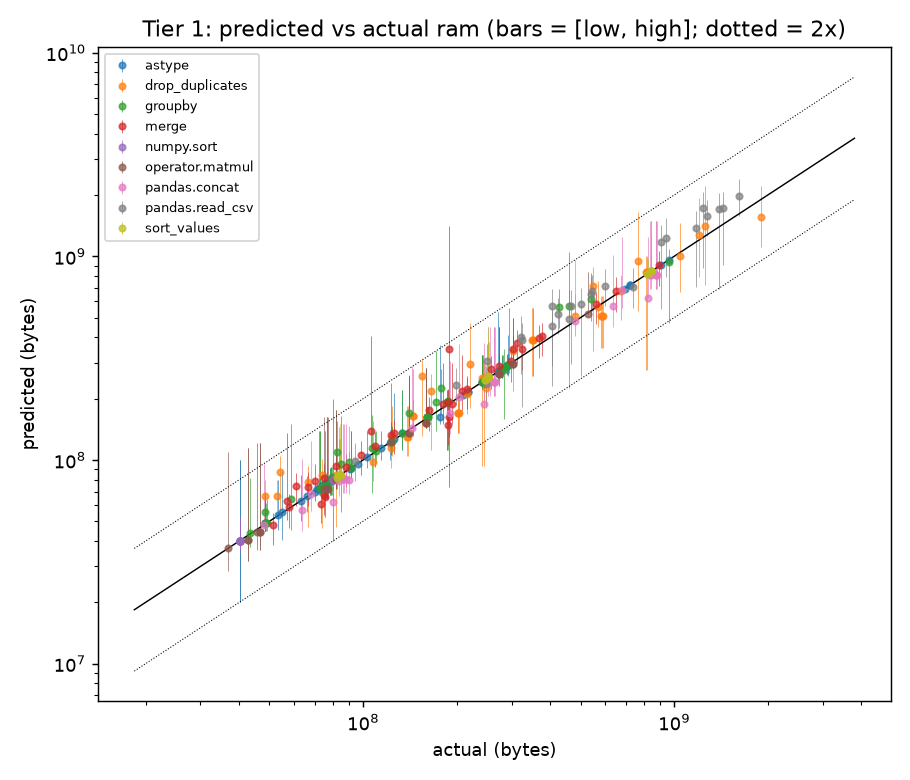 Tier 1: predicted vs actual ram (bars = [low, high]; dotted = 2x)
10^10
10^9
10^8
10^7
predicted (bytes)
astype
drop_duplicates
groupby
merge
numpy.sort
operator.matmul
pandas.concat
pandas.read_csv
sort_values
10^8
10^9
actual (bytes)